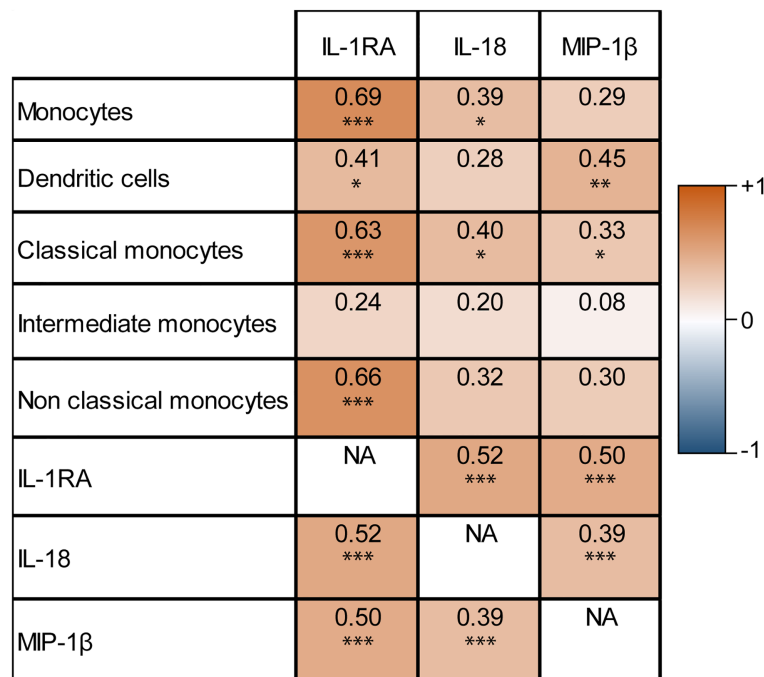 IL-1RA IL-18 MIP-1β
Monocytes 0.69 0.39 0.29
*** *
Dendritic cells 0.41 0.28 0.45
* **
Classical monocytes 0.63 0.40 0.33
*** * *
Intermediate monocytes 0.24 0.20 0.08
Non classical monocytes 0.66 0.32 0.30
***
IL-1RA NA 0.52 0.50
*** ***
IL-18 0.52 NA 0.39
*** ***
MIP-1β 0.50 0.39 NA
*** ***
+1
0
-1